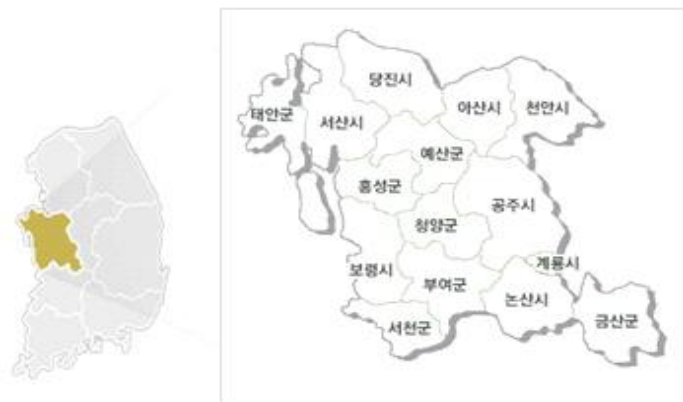 당진시
아산시
천안시
태안군
서산시
예산군
홍성군
공주시
청양군
계룡시
보령시
부여군
논산시
서천군
금산군